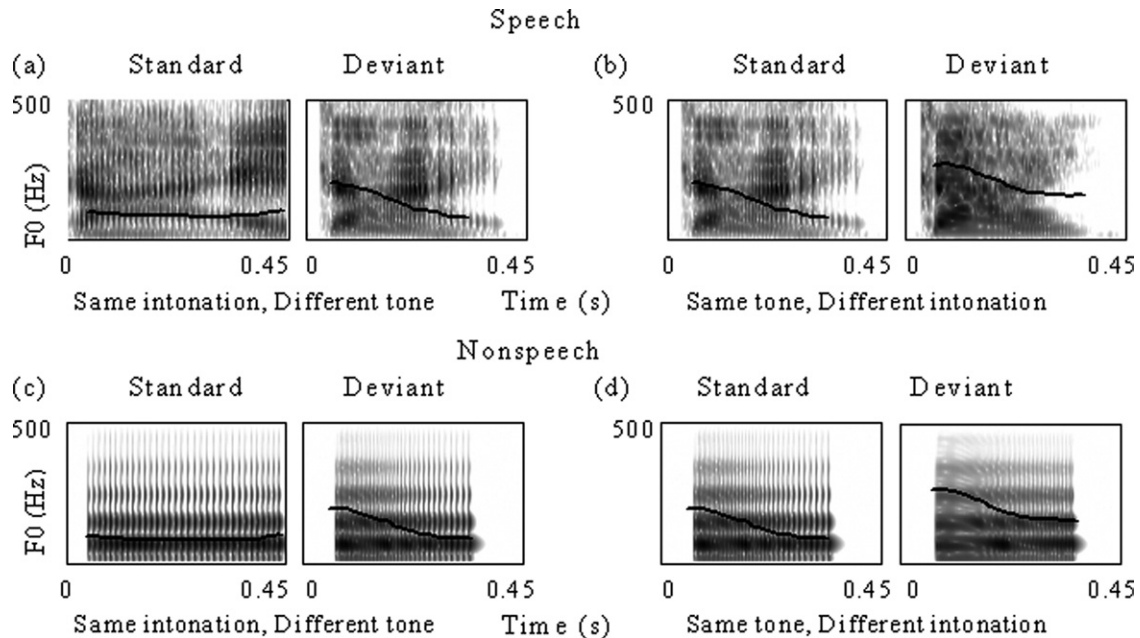 Speech
(a) Standard Deviant (b) Standard Deviant
500 500
F0 (Hz)
0 0.45 0 0.45 0 0.45 0 0.45
Same intonation, Different tone Time (s) Same tone, Different intonation
Nonspeech
(c) Standard Deviant (d) Standard Deviant
500 500
F0 (Hz)
0 0.45 0 0.45 0 0.45 0 0.45
Same intonation, Different tone Time (s) Same tone, Different intonation